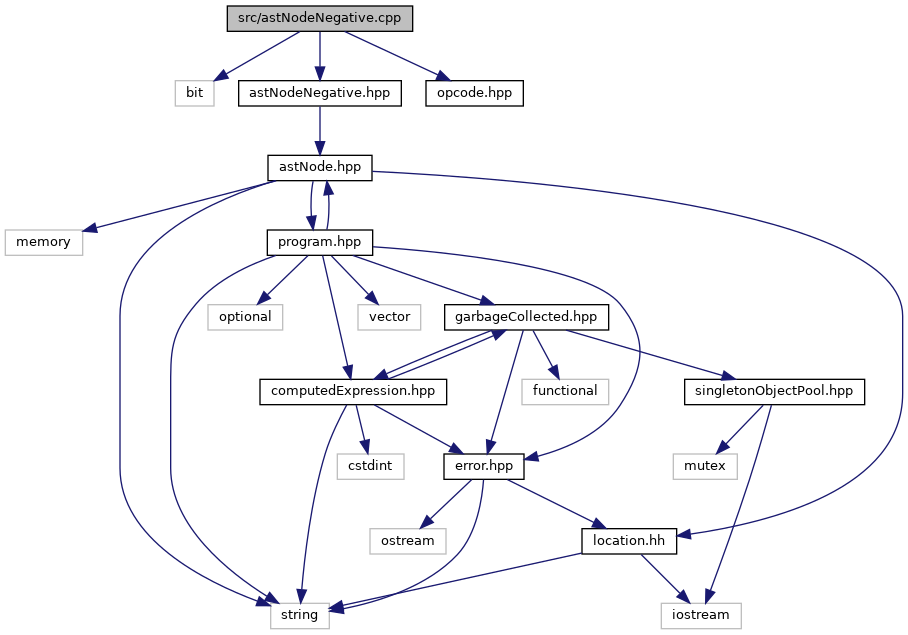 src/astNodeNegative.cpp
bit
astNodeNegative.hpp
opcode.hpp
astNode.hpp
memory
program.hpp
optional
vector
garbageCollected.hpp
computedExpression.hpp
functional
singletonObjectPool.hpp
cstdint
error.hpp
mutex
ostream
location.hh
string
iostream